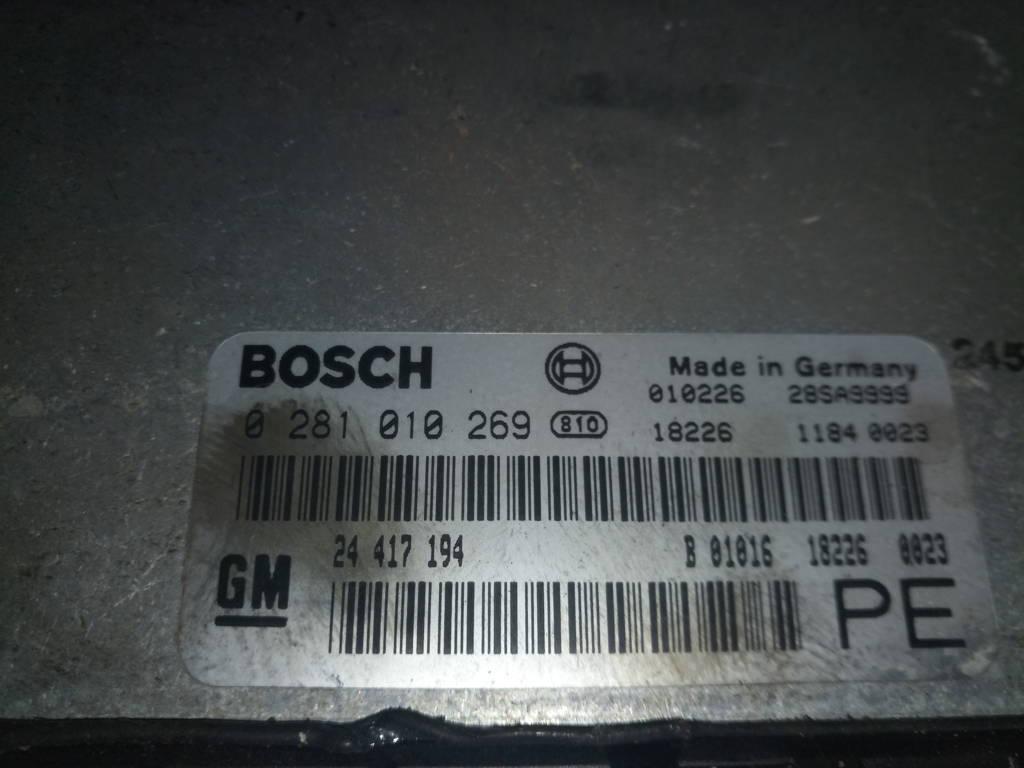 BOSCH
Made in Germany
010226 28SA9999
0 281 010 269 810 18226 1184 0023
245
24 417 194 B 01016 18226 0023
GM
PE